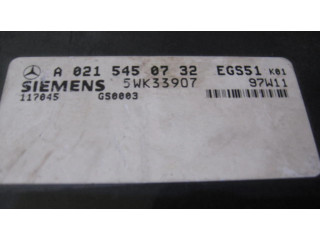 A 021 545 07 32 EGS51 K01
SIEMENS 5WK33907 97W11
117045 GS0003